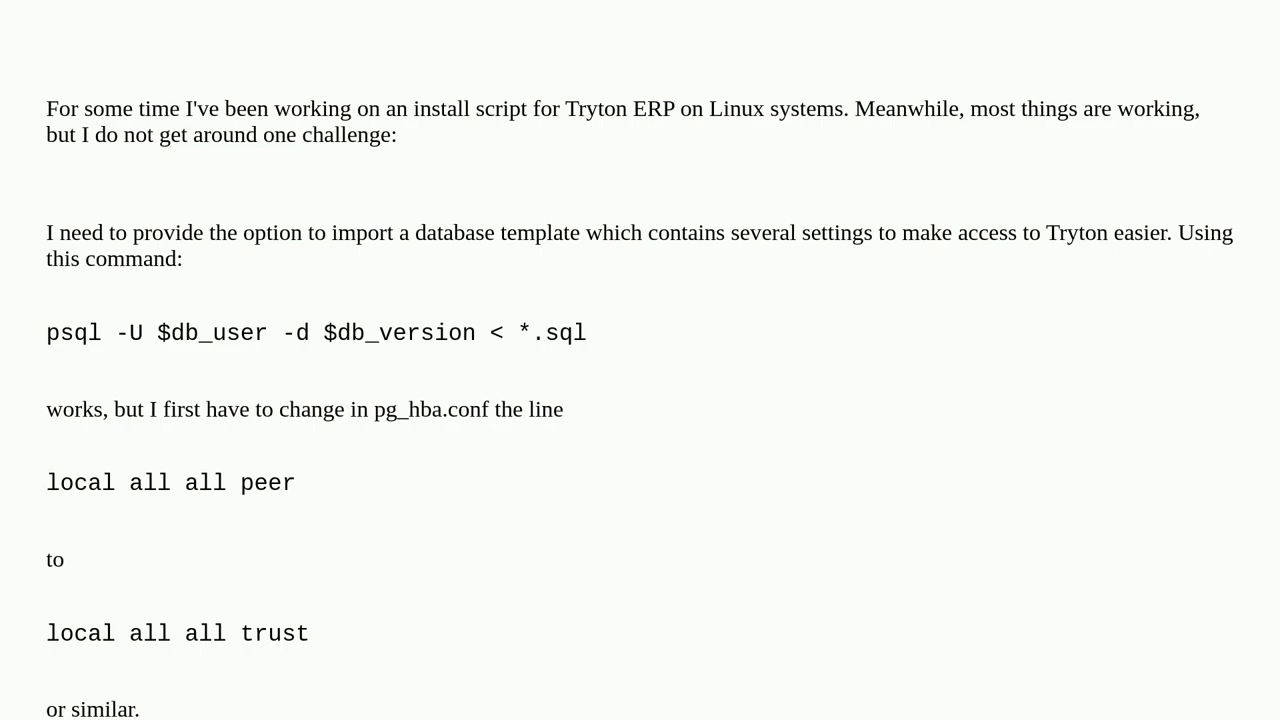 For some time I've been working on an install script for Tryton ERP on Linux systems. Meanwhile, most things are working,
but I do not get around one challenge:
I need to provide the option to import a database template which contains several settings to make access to Tryton easier. Using
this command:
psql -U $db_user -d $db_version < *.sql
works, but I first have to change in pg_hba.conf the line
local all all peer
to
local all all trust
or similar.